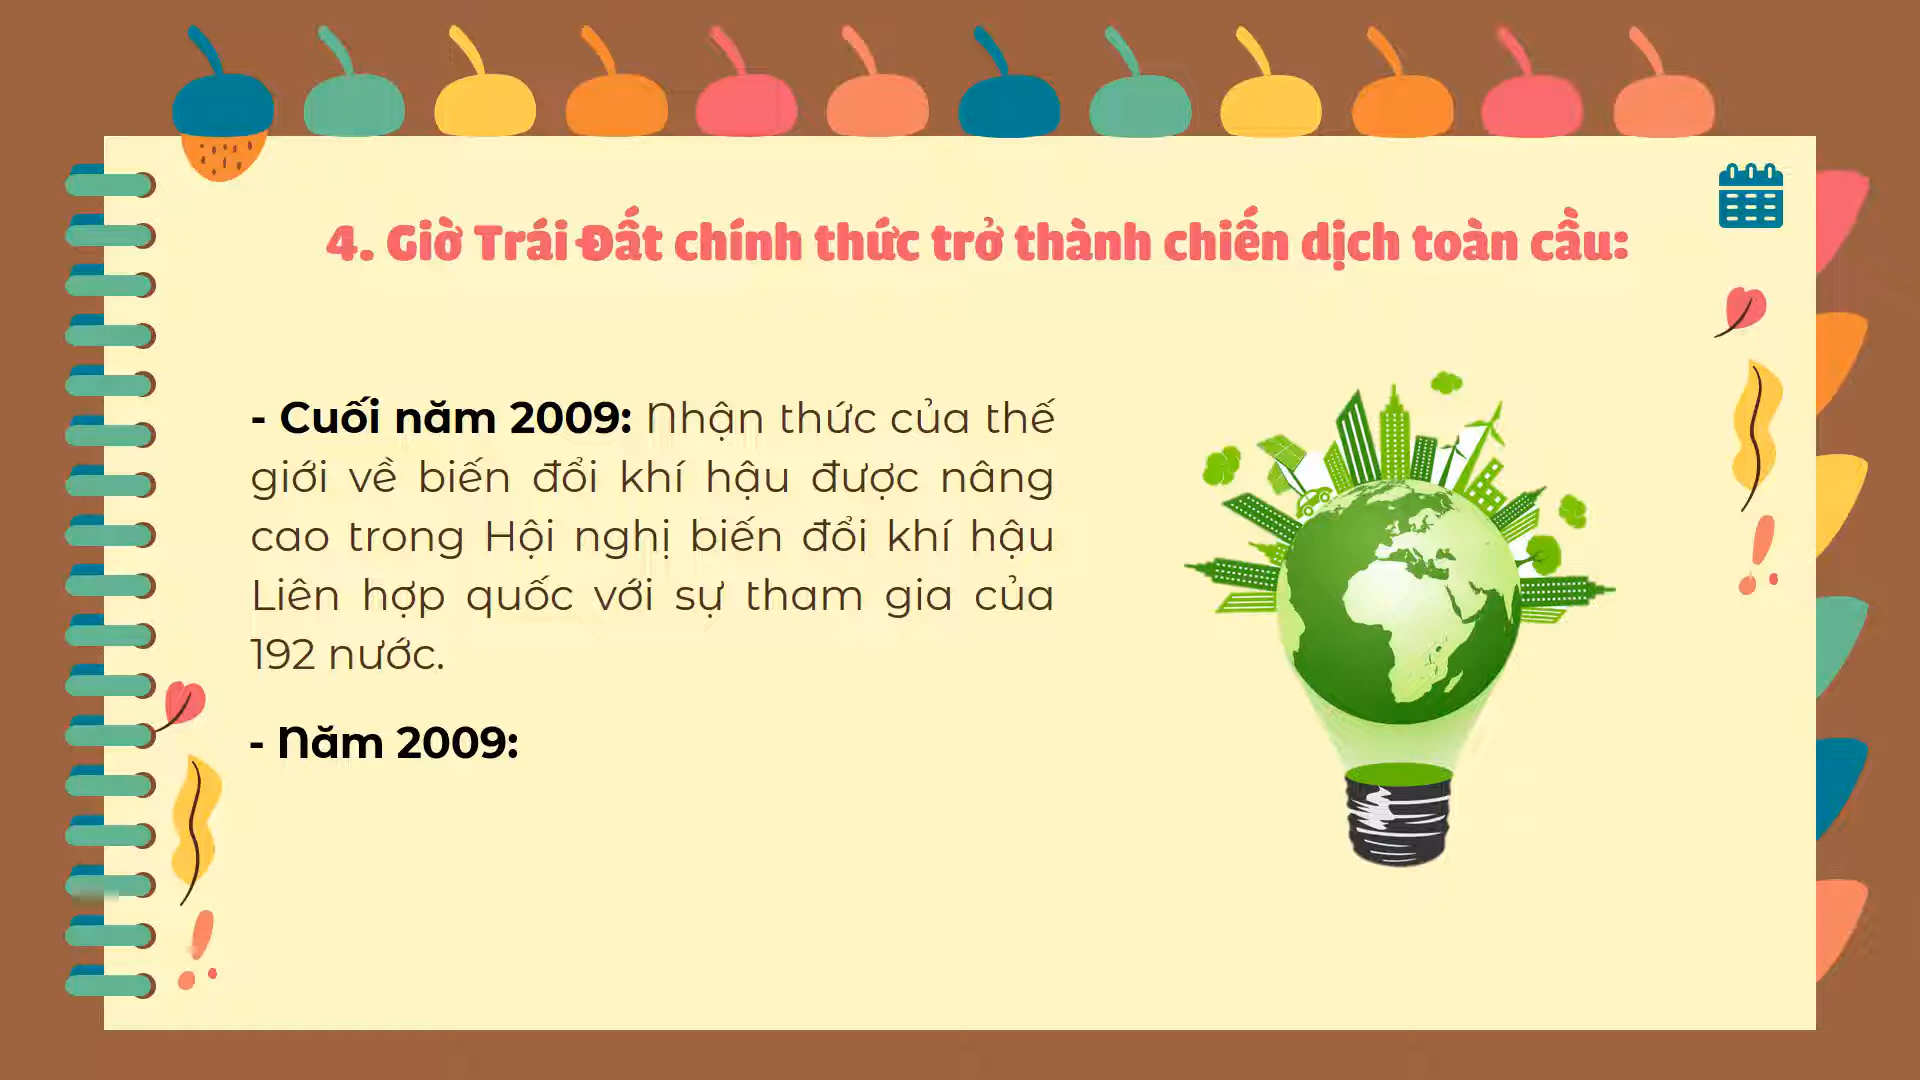 4. Giờ Trái Đất chính thức trở thành chiến dịch toàn cầu:
- Cuối năm 2009: Nhận thức của thế
giới về biến đổi khí hậu được nâng
cao trong Hội nghị biến đổi khí hậu
Liên hợp quốc với sự tham gia của
192 nước.
- Năm 2009: